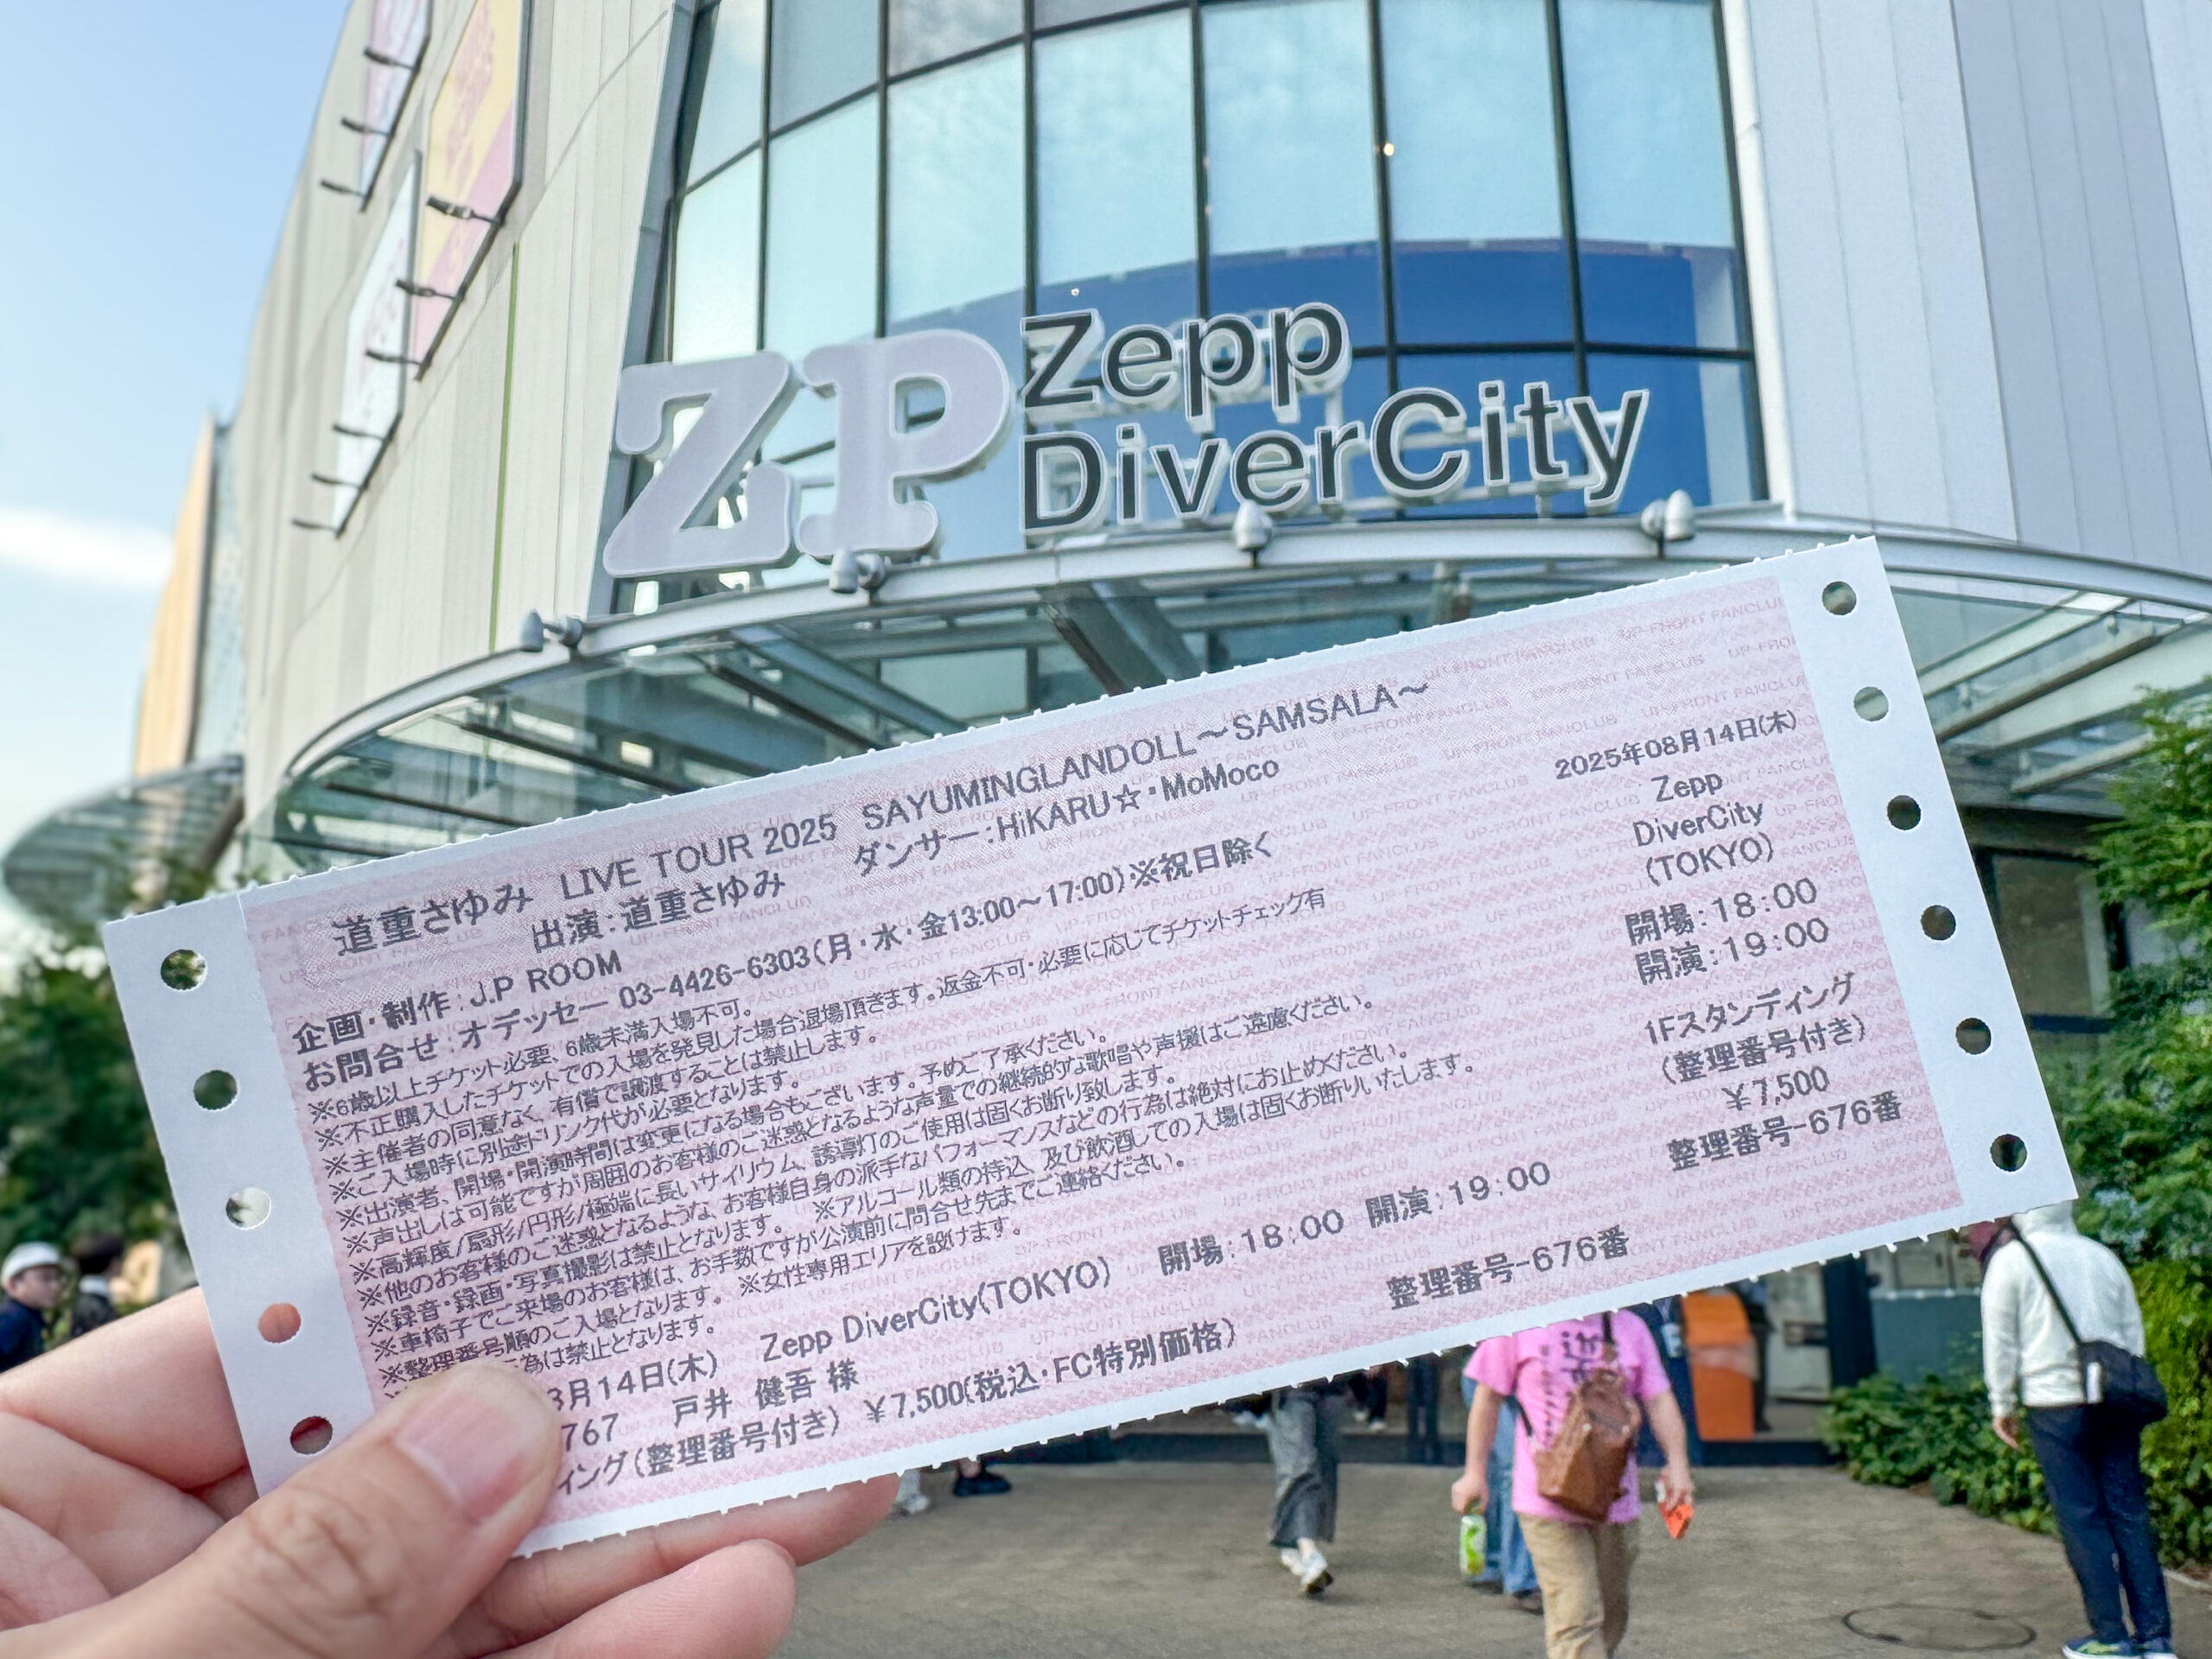 ZP
Zepp
DiverCity
道重さゆみ LIVE TOUR 2025 SAYUMINGLANDOLL～SAMSALA～
出演：道重さゆみ ダンサー：HiKARU☆・MoMoco
企画・制作：J.P ROOM
お問合せ：オデッセー 03-4426-6303(月・水・金13:00～17:00)※祝日除く
※6歳以上チケット必要、6歳未満入場不可。
※不正購入したチケットでの入場を発見した場合退場頂きます。返金不可・必要に応じてチケットチェック有
※主催者の同意なく、有償で譲渡することは禁止します。
※ご入場時に別途ドリンク代が必要となります。
※出演者、開場・開演時間は変更になる場合もございます。予めご了承ください。
※声出しは可能ですが周囲のお客様のご迷惑となるような声量での継続的な歌唱や声援はご遠慮ください。
※高輝度/扇形/円形/極端に長いサイリウム、誘導灯のご使用は固くお断り致します。
※他のお客様のご迷惑となるような、お客様自身の派手なパフォーマンスなどの行為は絶対にお止めください。
※録音・録画・写真撮影は禁止となります。 ※アルコール類の持込、及び飲酒しての入場は固くお断りいたします。
※車椅子でご来場のお客様は、お手数ですが公演前に問合せ先までご連絡ください。
※整理番号順のご入場となります。 ※女性専用エリアを設けます。
為は禁止となります。
月14日(木) Zepp DiverCity(TOKYO) 開場：18：00 開演：19：00
767 戸井 健吾 様 整理番号-676番
ィング(整理番号付き) ￥7,500(税込・FC特別価格)
2025年08月14日(木)
Zepp
DiverCity
(TOKYO)
開場：18：00
開演：19：00
1Fスタンディング
(整理番号付き)
￥7,500
整理番号-676番
UP-FRONT FANCLUB